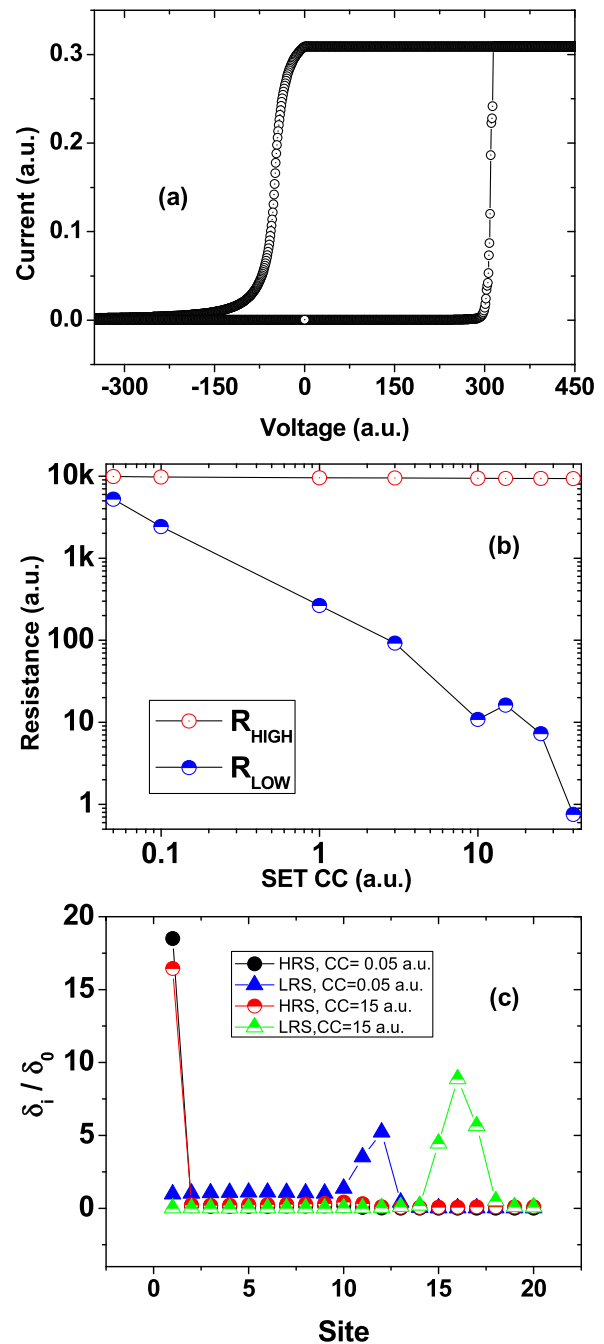 0.3
0.2
0.1
0.0
Current (a.u.)
(a)
-300 -150 0 150 300 450
Voltage (a.u.)
10k
1k
100
10
1
Resistance (a.u.)
(b)
R_HIGH
R_LOW
0.1 1 10
SET CC (a.u.)
20
15
10
5
0
δ_i / δ_0
HRS, CC= 0.05 a.u.
LRS, CC=0.05 a.u.
HRS, CC=15 a.u.
LRS,CC=15 a.u.
(c)
0 5 10 15 20
Site